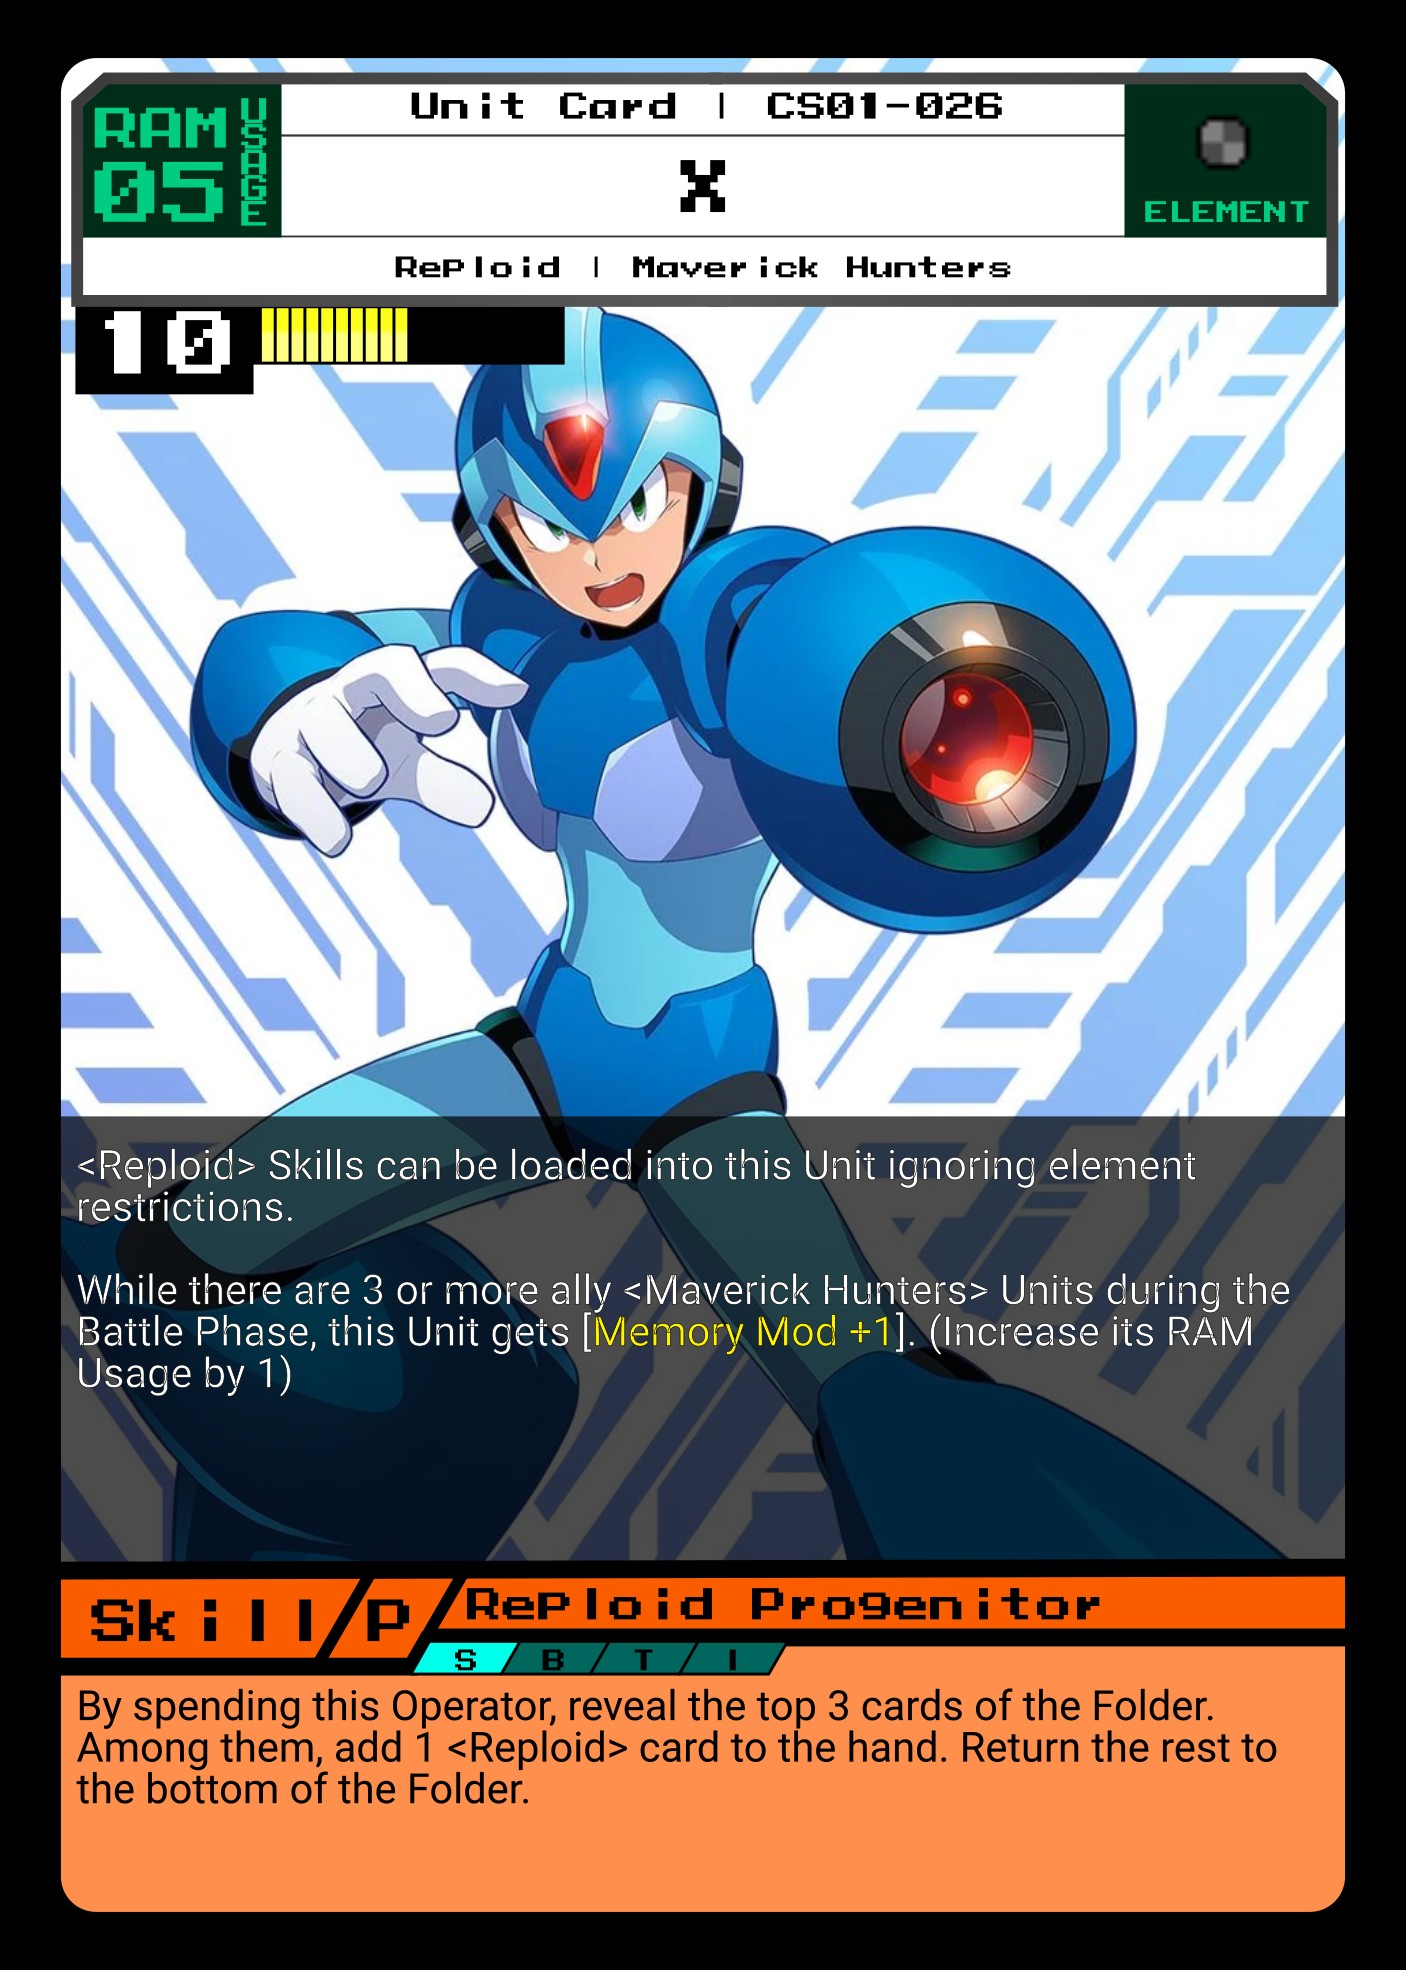 RAM
05
USAGE
Unit Card | CS01-026
X
ELEMENT
Reploid | Maverick Hunters
10
<Reploid> Skills can be loaded into this Unit ignoring element
restrictions.
While there are 3 or more ally <Maverick Hunters> Units during the
Battle Phase, this Unit gets [Memory Mod +1]. (Increase its RAM
Usage by 1)
Skill/P/Reploid Progenitor
S / B / T / I
By spending this Operator, reveal the top 3 cards of the Folder.
Among them, add 1 <Reploid> card to the hand. Return the rest to
the bottom of the Folder.